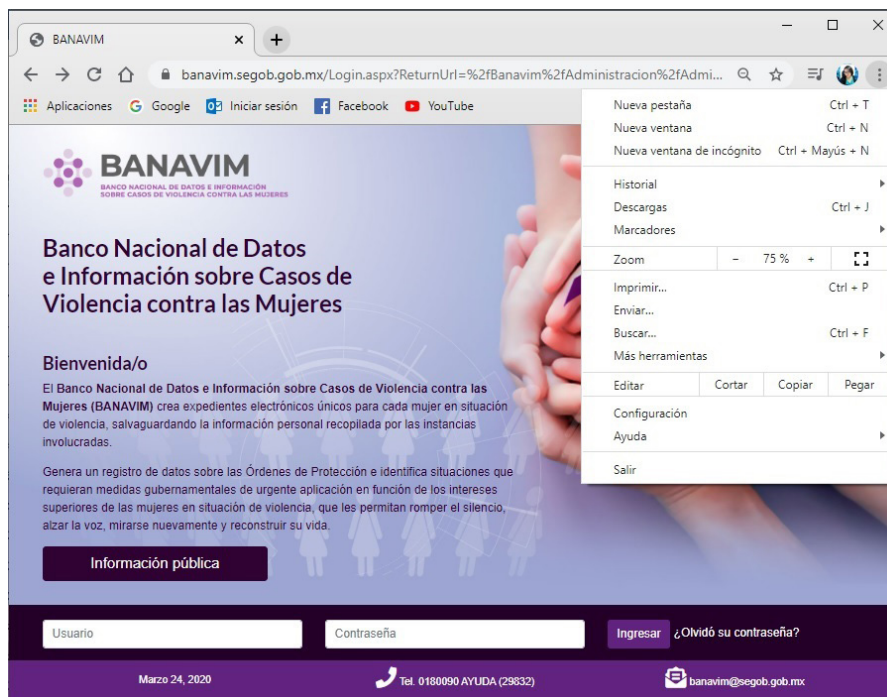 BANAVIM
banavim.segob.gob.mx/Login.aspx?ReturnUrl=%2fBanavim%2fAdministracion%2fAdmi...
Aplicaciones Google Iniciar sesión Facebook YouTube
Nueva pestaña Ctrl + T
Nueva ventana Ctrl + N
Nueva ventana de incógnito Ctrl + Mayús + N
Historial
Descargas Ctrl + J
Marcadores
Zoom - 75 % +
Imprimir... Ctrl + P
Enviar...
Buscar... Ctrl + F
Más herramientas
Editar Cortar Copiar Pegar
Configuración
Ayuda
Salir
BANAVIM
BANCO NACIONAL DE DATOS E INFORMACIÓN
SOBRE CASOS DE VIOLENCIA CONTRA LAS MUJERES
Banco Nacional de Datos
e Información sobre Casos de
Violencia contra las Mujeres
Bienvenida/o
El Banco Nacional de Datos e Información sobre Casos de Violencia contra las
Mujeres (BANAVIM) crea expedientes electrónicos únicos para cada mujer en situación
de violencia, salvaguardando la información personal recopilada por las instancias
involucradas.
Genera un registro de datos sobre las Órdenes de Protección e identifica situaciones que
requieran medidas gubernamentales de urgente aplicación en función de los intereses
superiores de las mujeres en situación de violencia, que les permitan romper el silencio,
alzar la voz, mirarse nuevamente y reconstruir su vida.
Información pública
Usuario Contraseña Ingresar ¿Olvidó su contraseña?
Marzo 24, 2020 Tel. 0180090 AYUDA (29832) banavim@segob.gob.mx